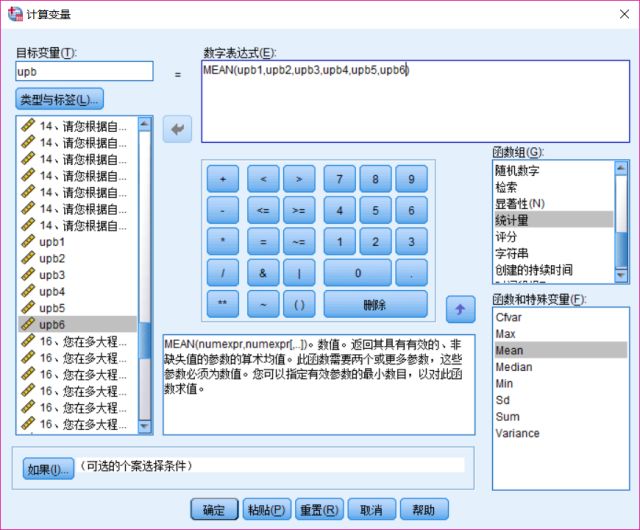 计算变量
目标变量(T):
upb
=
类型与标签(L)...
数字表达式(E):
MEAN(upb1,upb2,upb3,upb4,upb5,upb6)
14、请您根据自...
14、请您根据自...
14、请您根据自...
14、请您根据自...
14、请您根据自...
14、请您根据自...
14、请您根据自...
upb1
upb2
upb3
upb4
upb5
upb6
16、您在多大程...
16、您在多大程...
16、您在多大程...
16、您在多大程...
16、您在多大程...
+ < > 7 8 9
- <= >= 4 5 6
* = ~= 1 2 3
/ & | 0 .
** ~ ( ) 删除
MEAN(numexpr,numexpr[,..])。数值。返回其具有有效的、非
缺失值的参数的算术均值。此函数需要两个或更多参数，这些
参数必须为数值。您可以指定有效参数的最小数目，以对此函
数求值。
函数组(G):
随机数字
检索
显著性(N)
统计量
评分
字符串
创建的持续时间
函数和特殊变量(F):
Cfvar
Max
Mean
Median
Min
Sd
Sum
Variance
如果(I)...
(可选的个案选择条件)
确定 粘贴(P) 重置(R) 取消 帮助